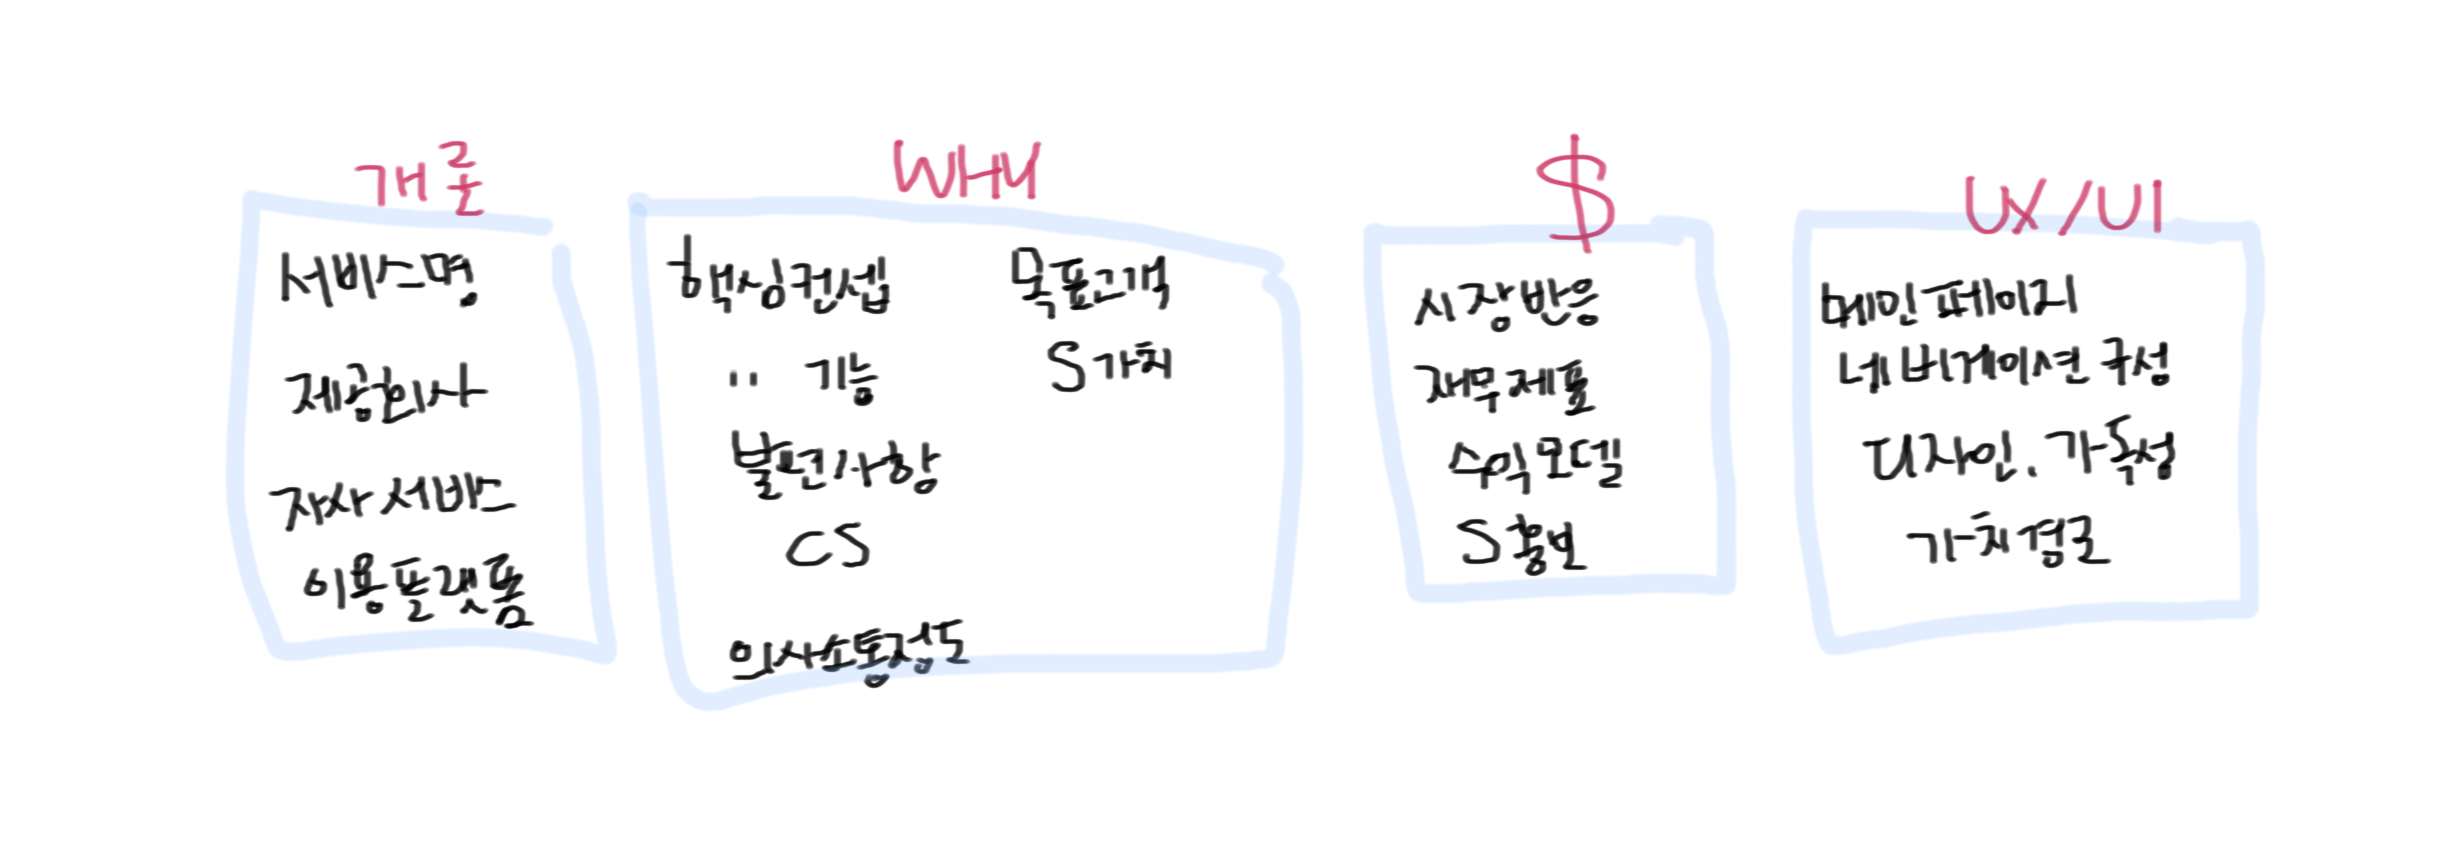 개론
서비스명
제공회사
자사 서비스
이용플랫폼
WHY
핵심컨셉
" 기능
불편사항
CS
의사소통정도
목표고객
S가치
$
시장반응
재무제표
수익모델
S홍보
UX/UI
메인페이지
네비게이션 구성
디자인. 가독성
가치경로